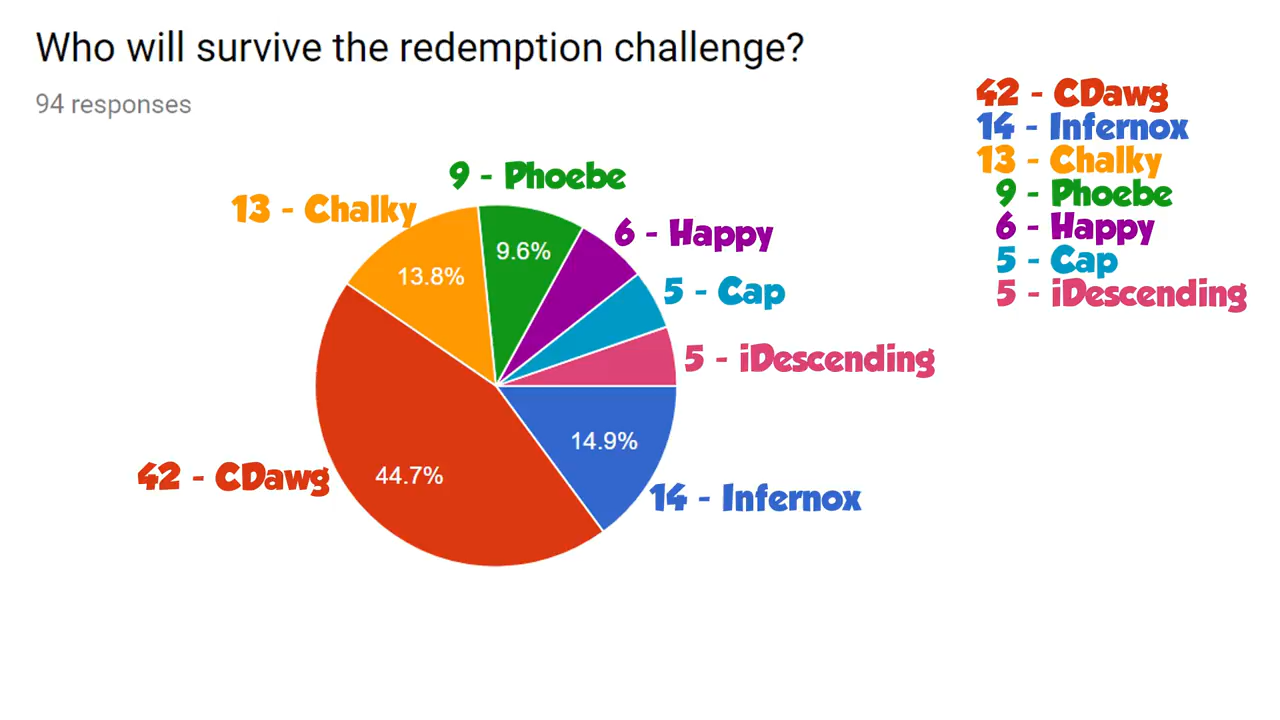 Who will survive the redemption challenge?
94 responses
42 - CDawg
14 - Infernox
13 - Chalky
9 - Phoebe
6 - Happy
5 - Cap
5 - iDescending
9 - Phoebe
13 - Chalky
6 - Happy
9.6%
13.8%
5 - Cap
5 - iDescending
14.9%
42 - CDawg
44.7%
14 - Infernox